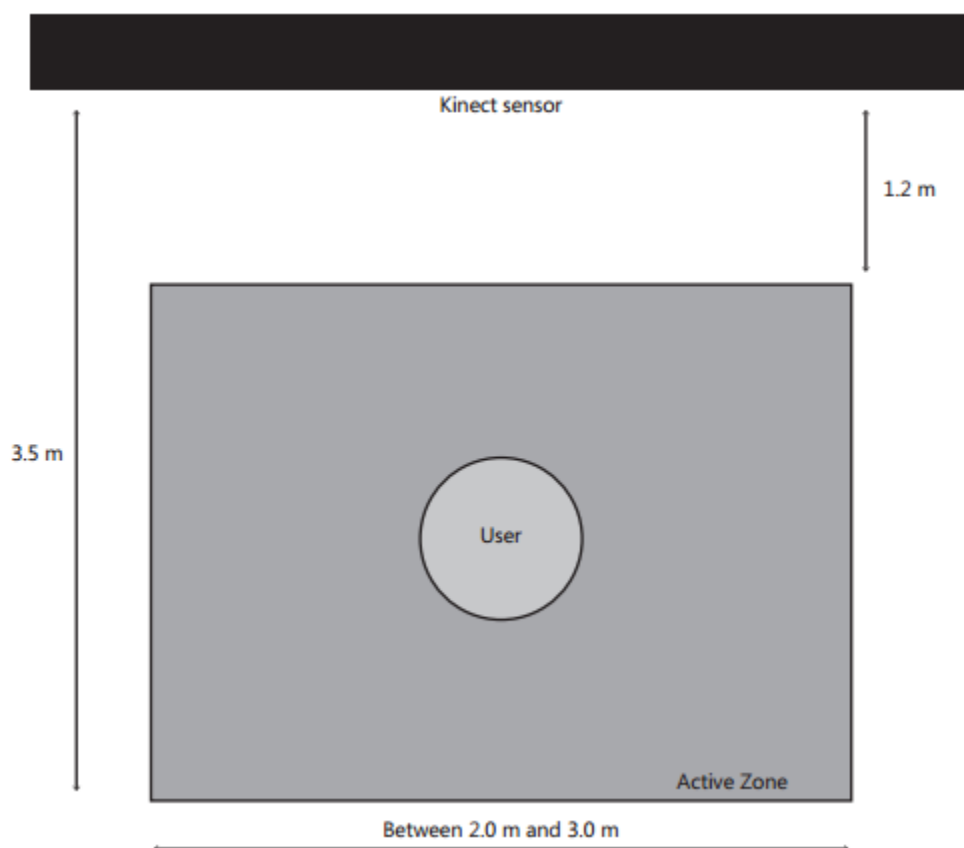 Kinect sensor
1.2 m
3.5 m
User
Active Zone
Between 2.0 m and 3.0 m